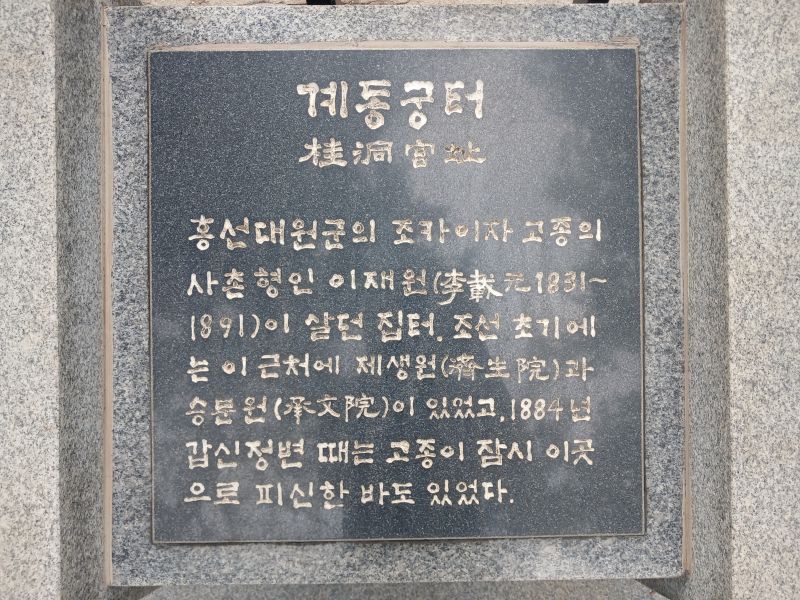 계동궁터
桂洞宮址
흥선대원군의 조카이자 고종의
사촌형인 이재원(李載元 1831~
1891)이 살던 집터. 조선 초기에
는 이 근처에 제생원(濟生院)과
승문원(承文院)이 있었고, 1884년
갑신정변 때는 고종이 잠시 이곳
으로 피신한 바도 있었다.